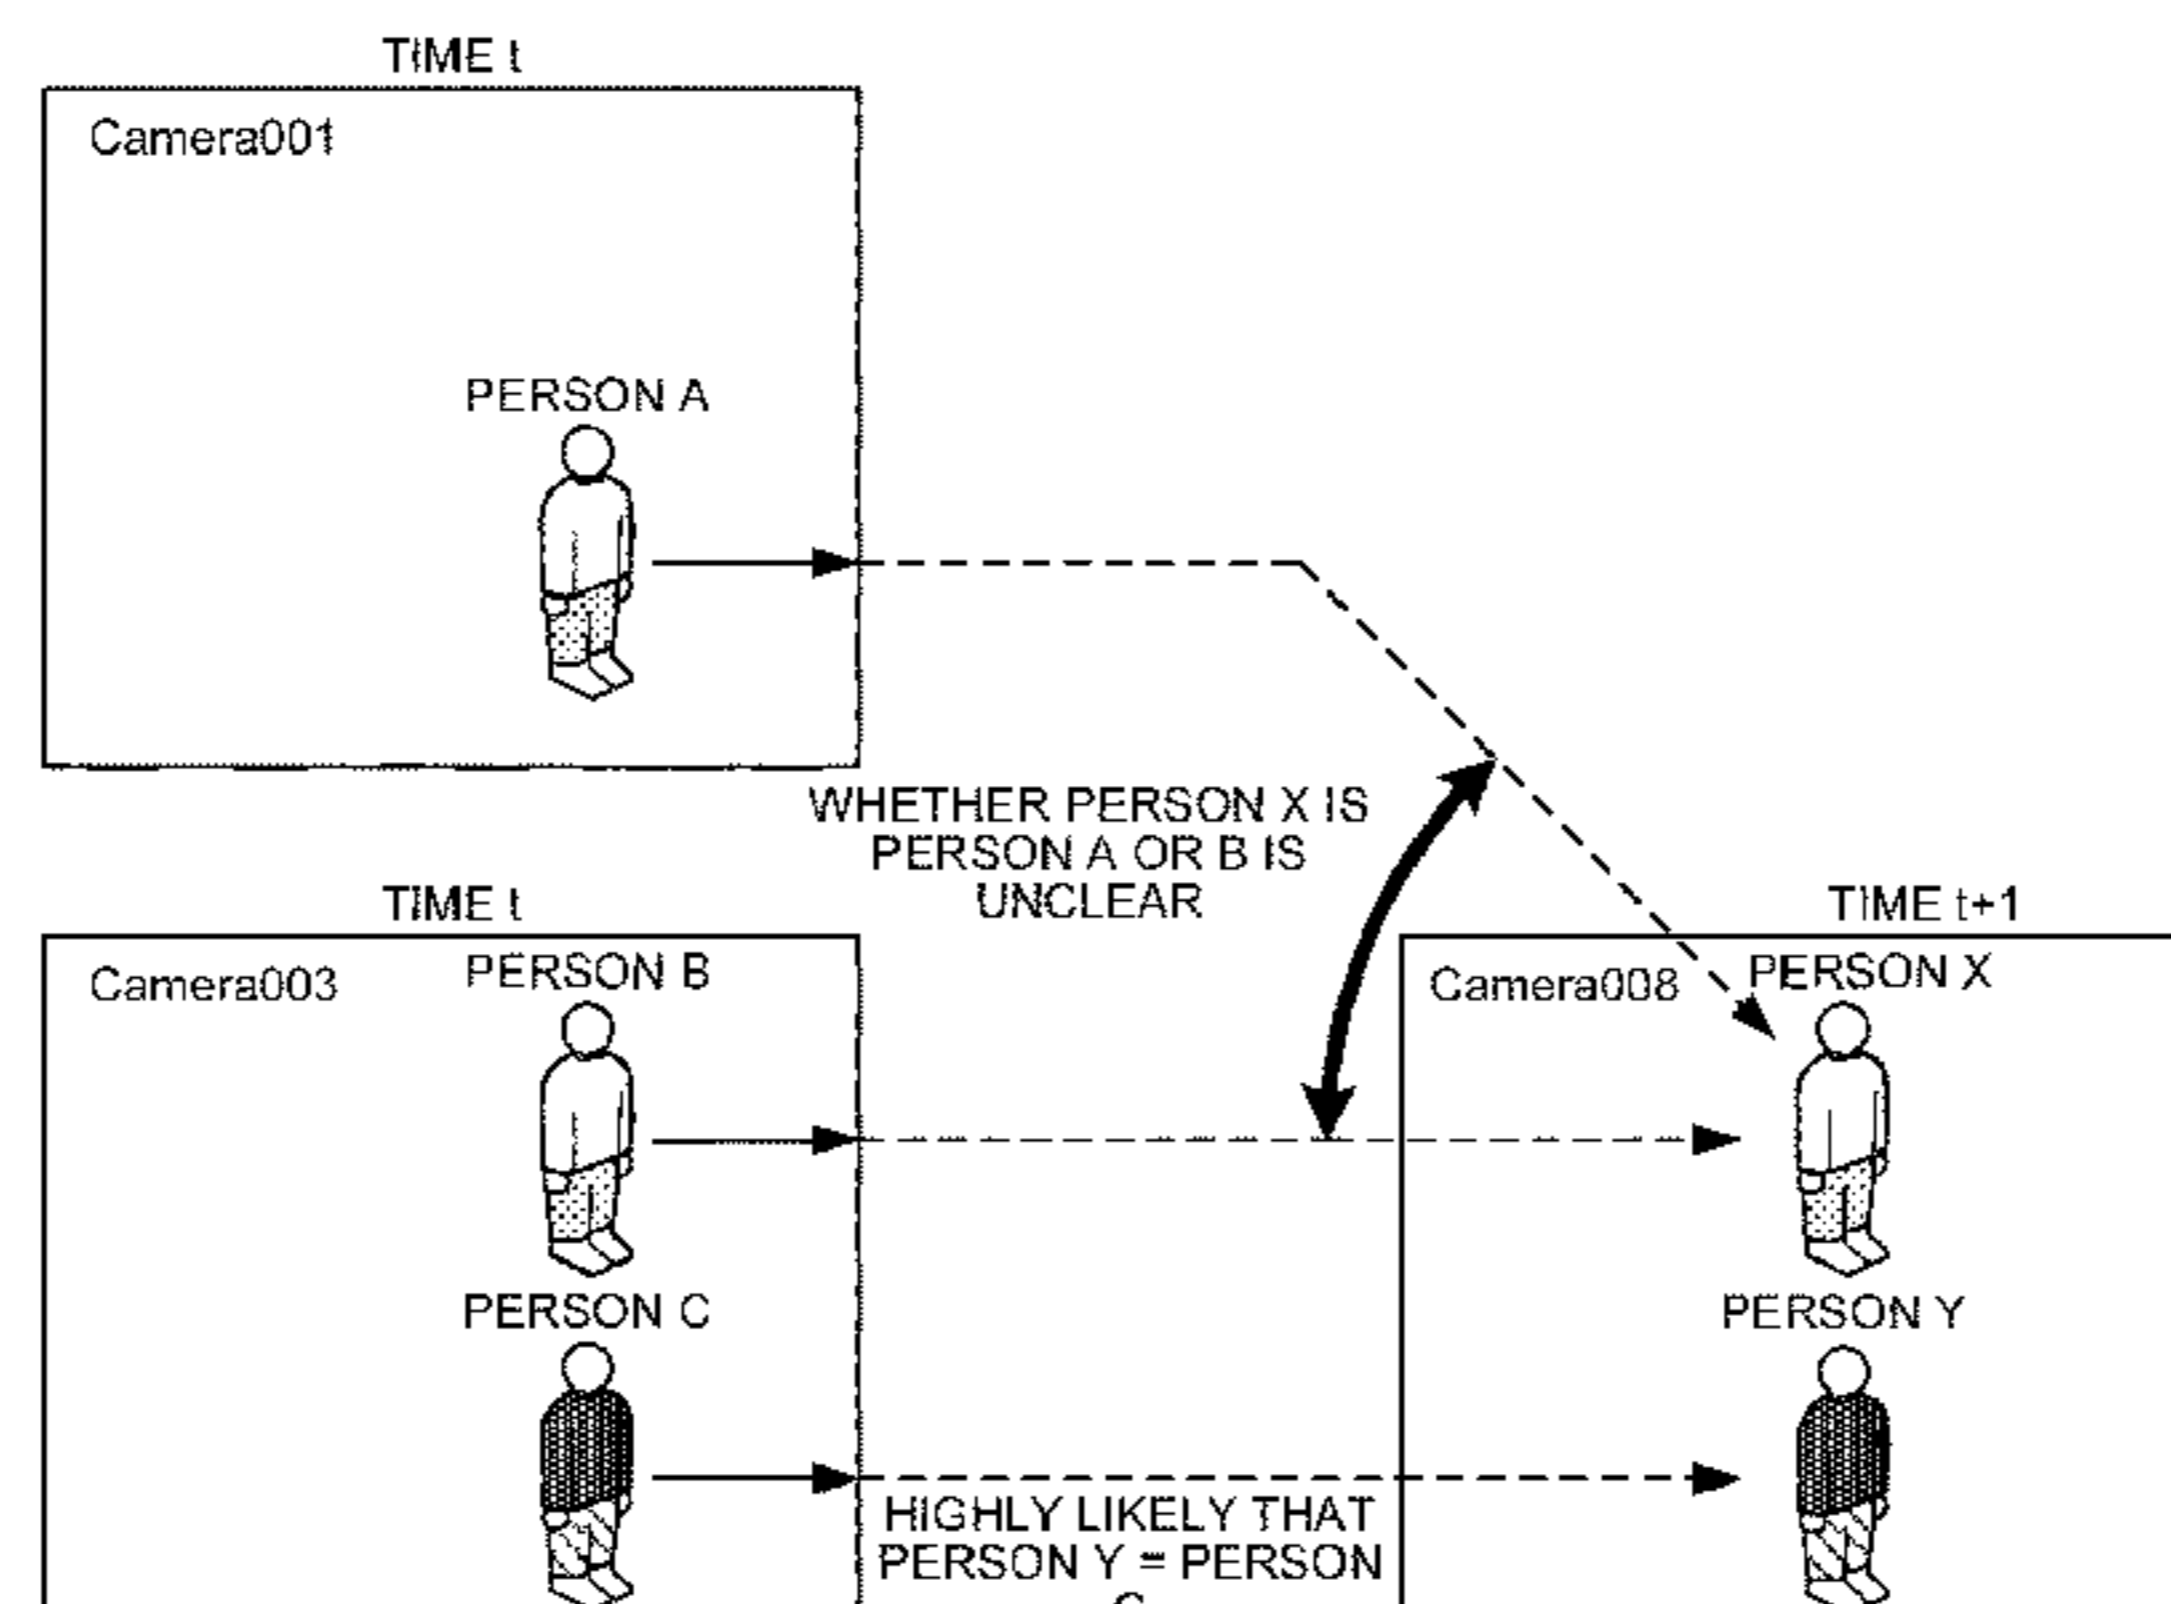 TIME t
Camera001
PERSON A
WHETHER PERSON X IS
PERSON A OR B IS
UNCLEAR
TIME t
Camera003
PERSON B
PERSON C
TIME t+1
Camera008
PERSON X
PERSON Y
HIGHLY LIKELY THAT
PERSON Y = PERSON